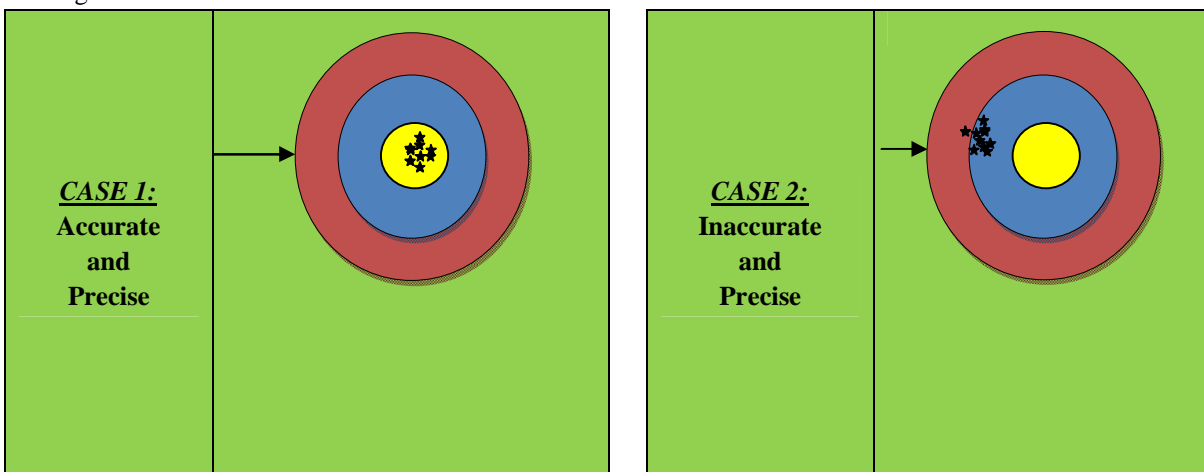 CASE 1:
Accurate
and
Precise
CASE 2:
Inaccurate
and
Precise